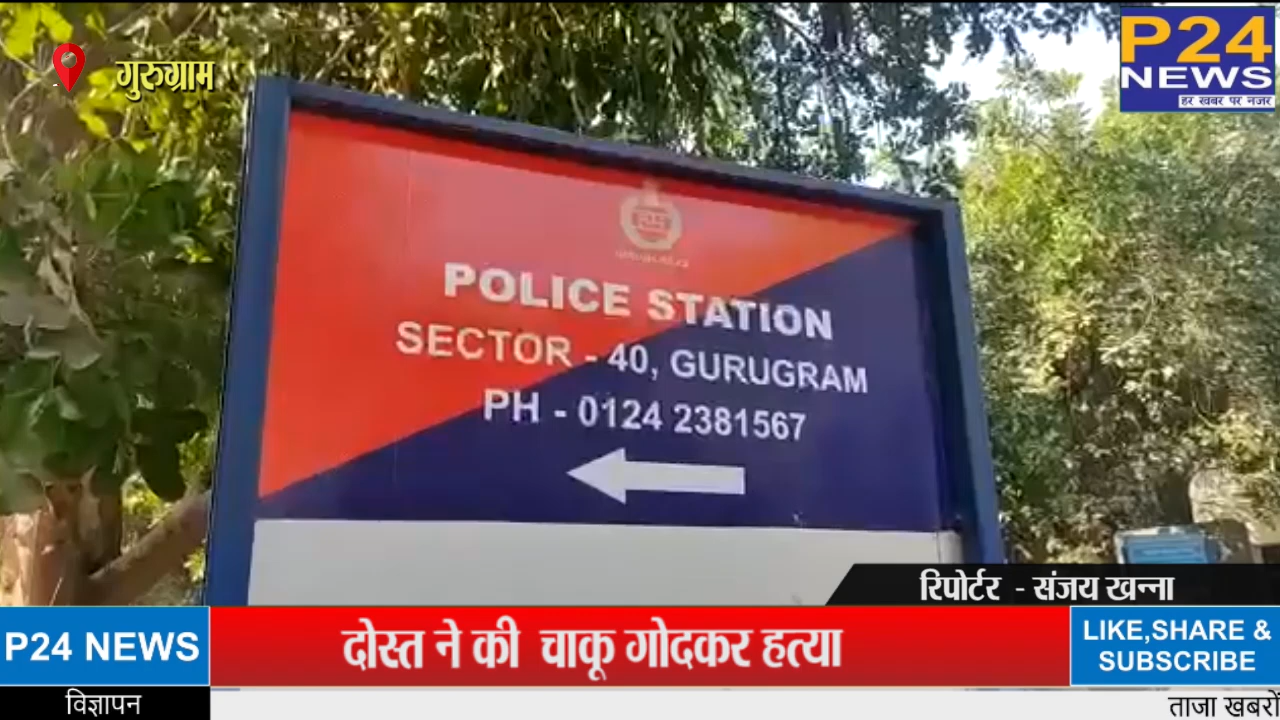 गुरुग्राम
P24
NEWS
हर खबर पर नजर
POLICE STATION
SECTOR - 40, GURUGRAM
PH - 0124 2381567
रिपोर्टर - संजय खन्ना
P24 NEWS
दोस्त ने की चाकू गोदकर हत्या
LIKE,SHARE &
SUBSCRIBE
विज्ञापन
ताजा खबरों